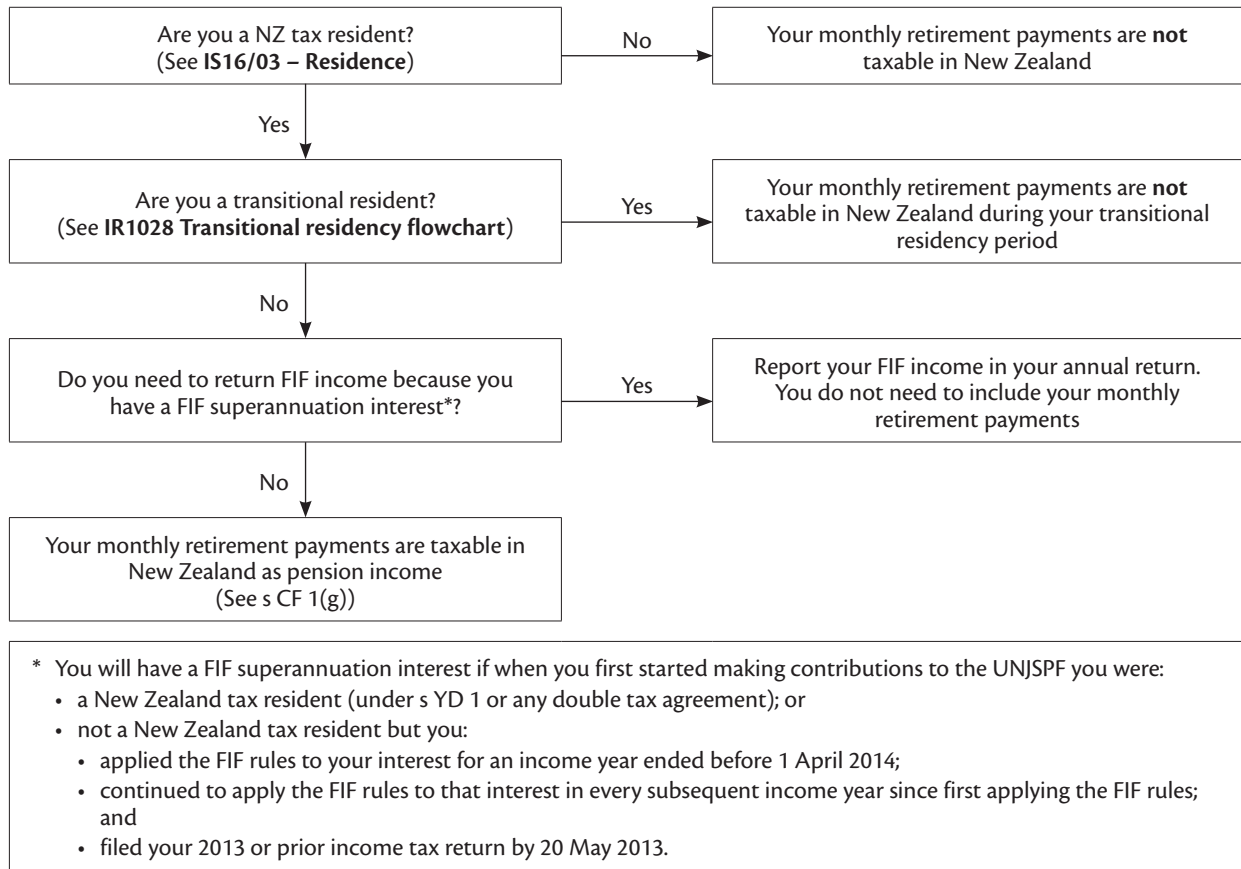 Are you a NZ tax resident?
(See IS16/03 – Residence)
No
Your monthly retirement payments are not
taxable in New Zealand
Yes
Are you a transitional resident?
(See IR1028 Transitional residency flowchart)
Yes
Your monthly retirement payments are not
taxable in New Zealand during your transitional
residency period
No
Do you need to return FIF income because you
have a FIF superannuation interest*?
Yes
Report your FIF income in your annual return.
You do not need to include your monthly
retirement payments
No
Your monthly retirement payments are taxable in
New Zealand as pension income
(See s CF 1(g))
* You will have a FIF superannuation interest if when you first started making contributions to the UNJSPF you were:
• a New Zealand tax resident (under s YD 1 or any double tax agreement); or
• not a New Zealand tax resident but you:
• applied the FIF rules to your interest for an income year ended before 1 April 2014;
• continued to apply the FIF rules to that interest in every subsequent income year since first applying the FIF rules;
and
• filed your 2013 or prior income tax return by 20 May 2013.